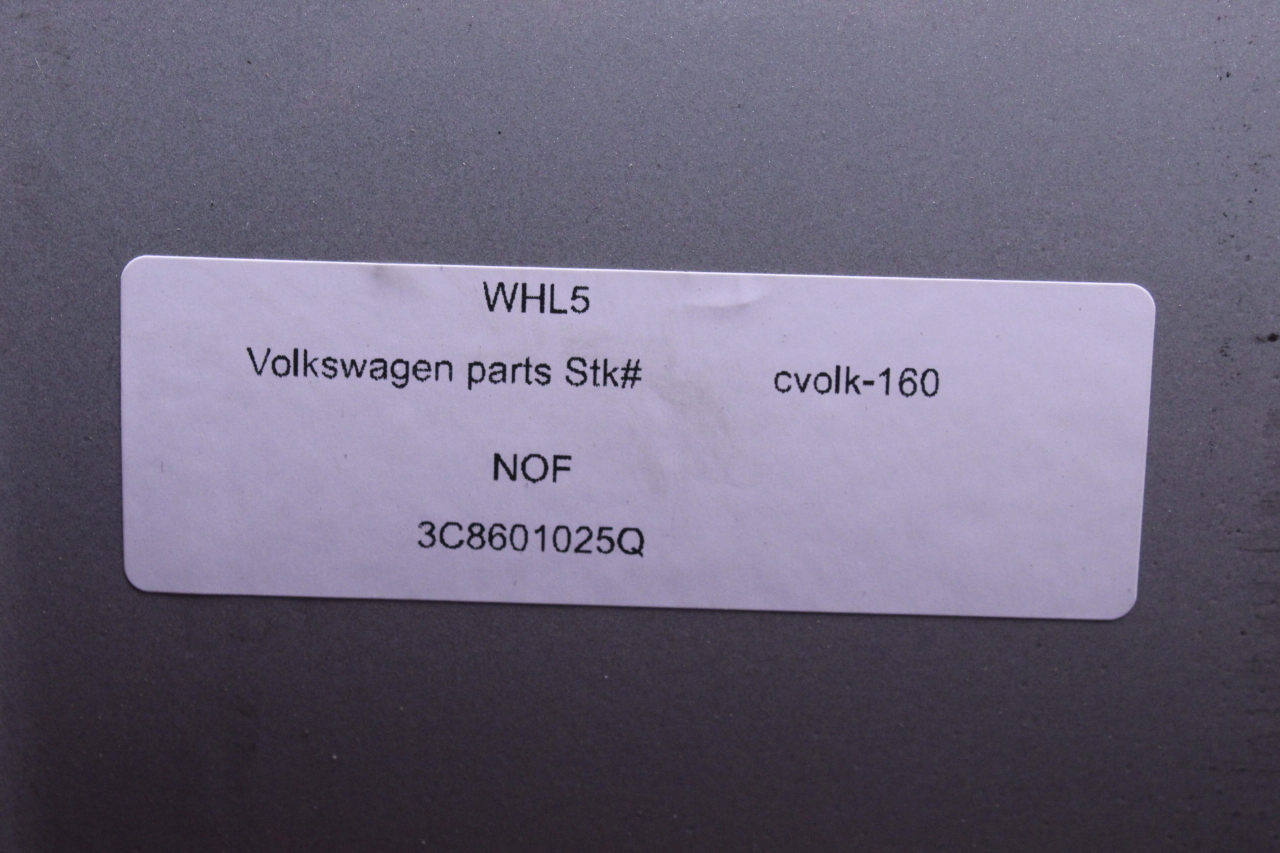 WHL5
Volkswagen parts Stk# cvolk-160
NOF
3C8601025Q